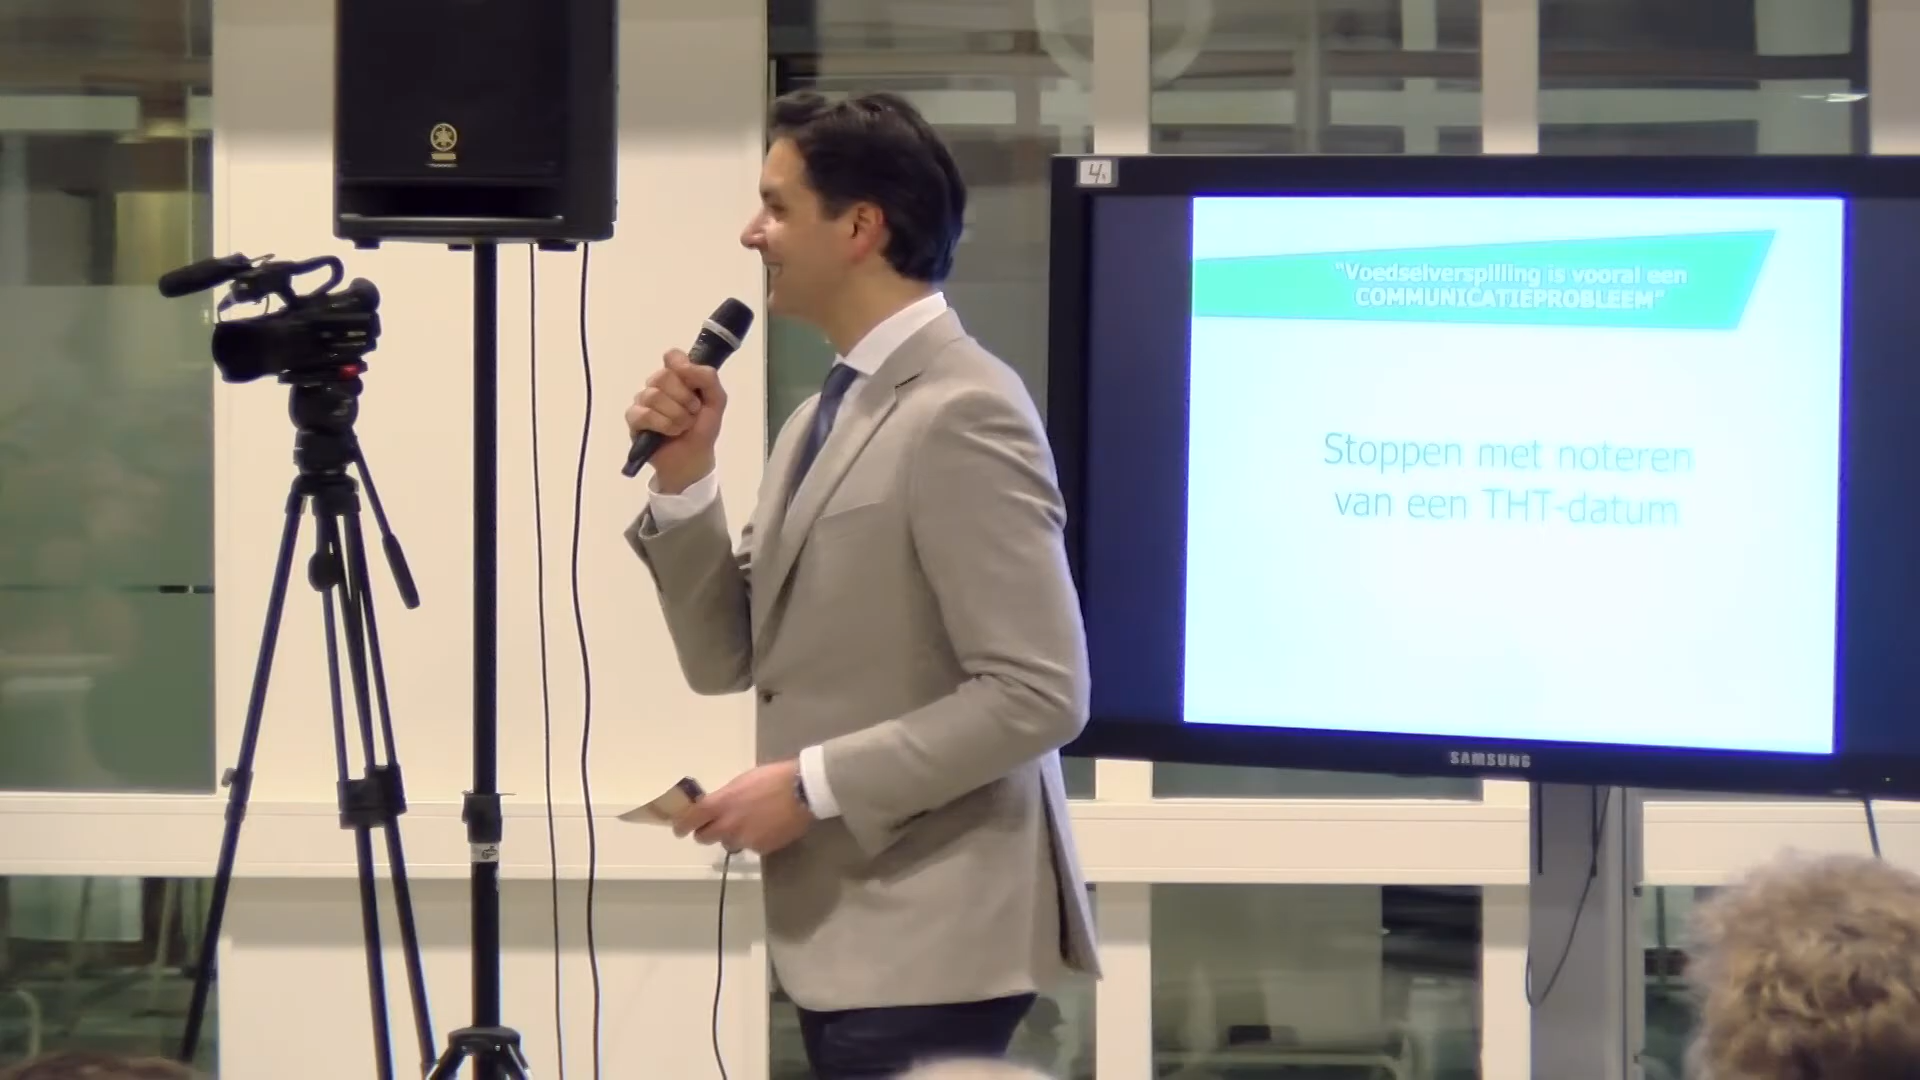 4
"Voedselverspilling is vooral een
COMMUNICATIEPROBLEEM"
Stoppen met noteren
van een THT-datum
SAMSUNG